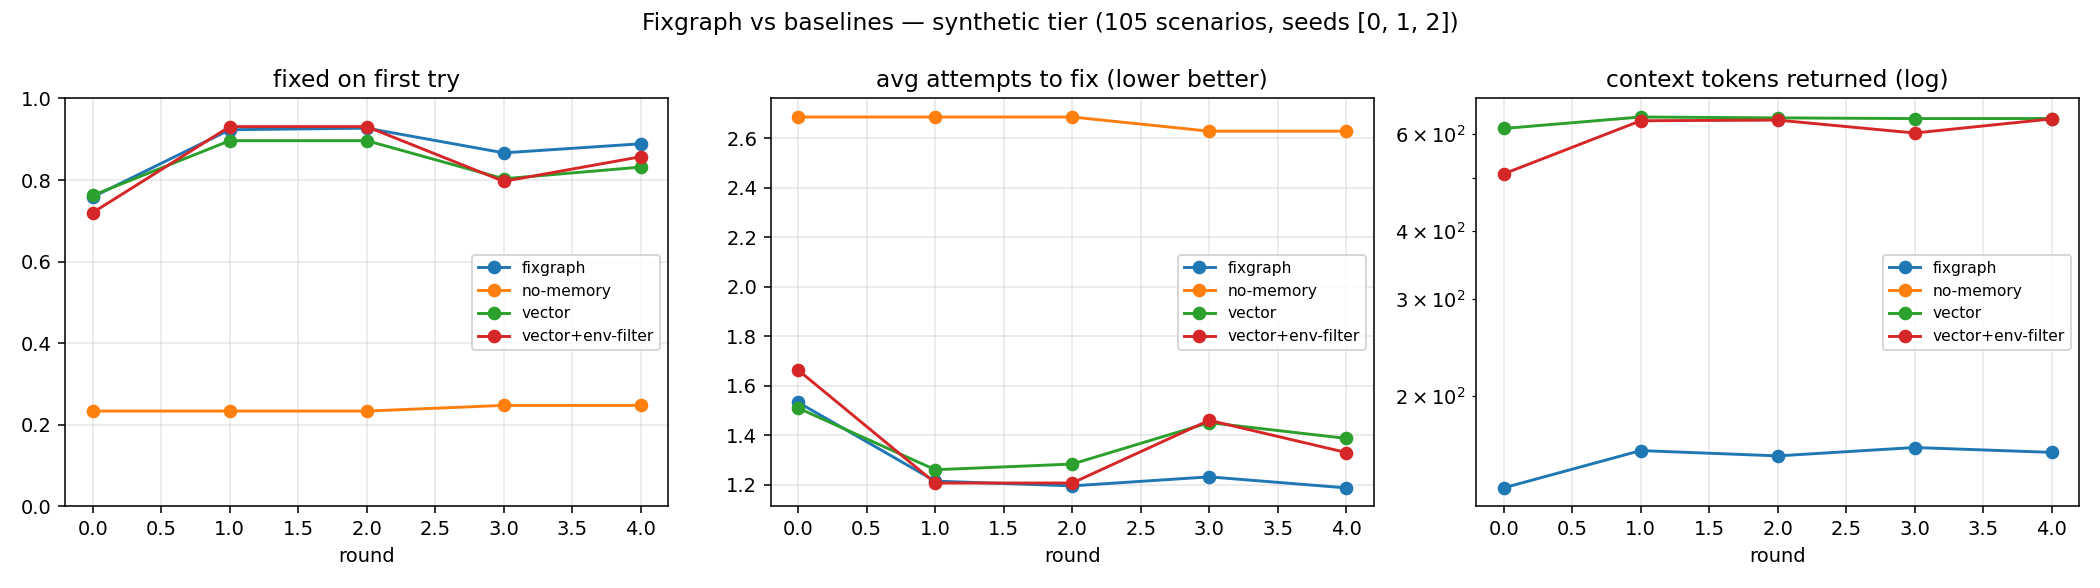 Fixgraph vs baselines — synthetic tier (105 scenarios, seeds [0, 1, 2])
fixed on first try
1.0
0.8
0.6
0.4
0.2
0.0
fixgraph
no-memory
vector
vector+env-filter
0.0 0.5 1.0 1.5 2.0 2.5 3.0 3.5 4.0
round
avg attempts to fix (lower better)
2.6
2.4
2.2
2.0
1.8
1.6
1.4
1.2
fixgraph
no-memory
vector
vector+env-filter
0.0 0.5 1.0 1.5 2.0 2.5 3.0 3.5 4.0
round
context tokens returned (log)
6 × 10²
4 × 10²
3 × 10²
2 × 10²
fixgraph
no-memory
vector
vector+env-filter
0.0 0.5 1.0 1.5 2.0 2.5 3.0 3.5 4.0
round